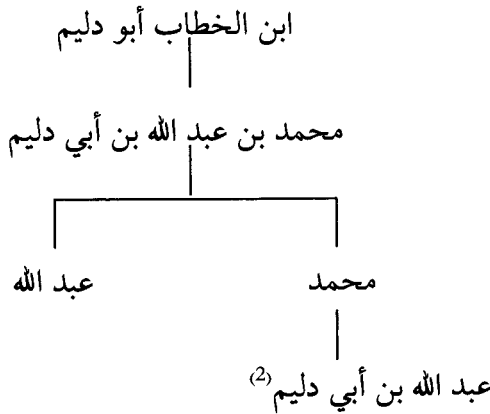 ابن الخطاب أبو دليم
محمد بن عبد الله بن أبي دليم
محمد
عبد الله
عبد الله بن أبي دليم(2)